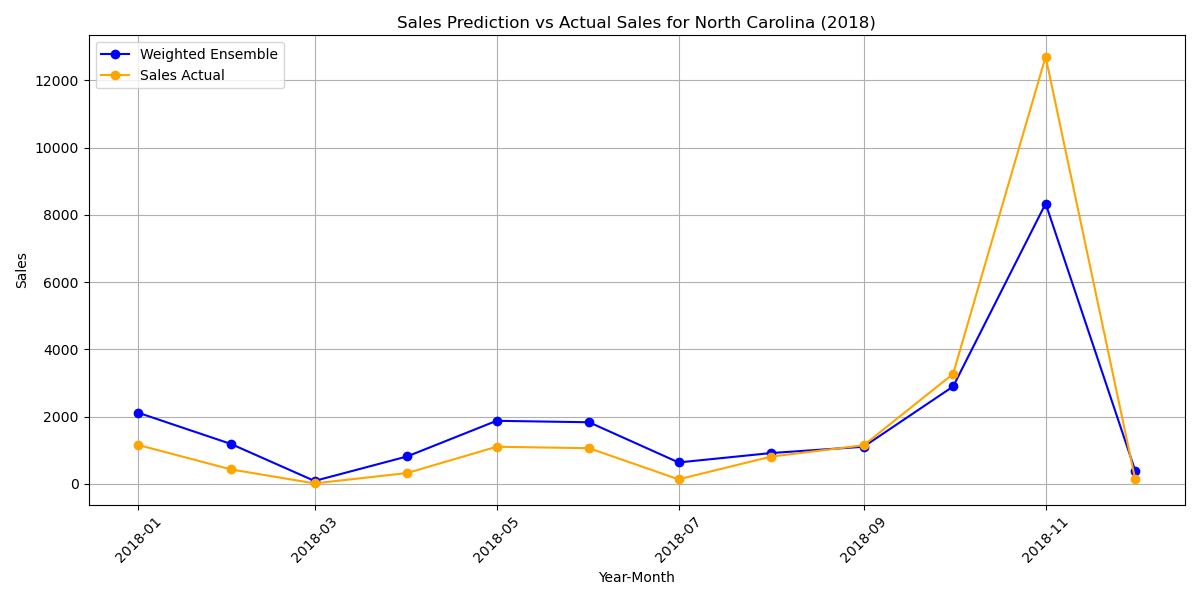 Sales Prediction vs Actual Sales for North Carolina (2018)
Weighted Ensemble
Sales Actual
12000
10000
8000
6000
4000
2000
0
Sales
2018-01
2018-03
2018-05
2018-07
2018-09
2018-11
Year-Month